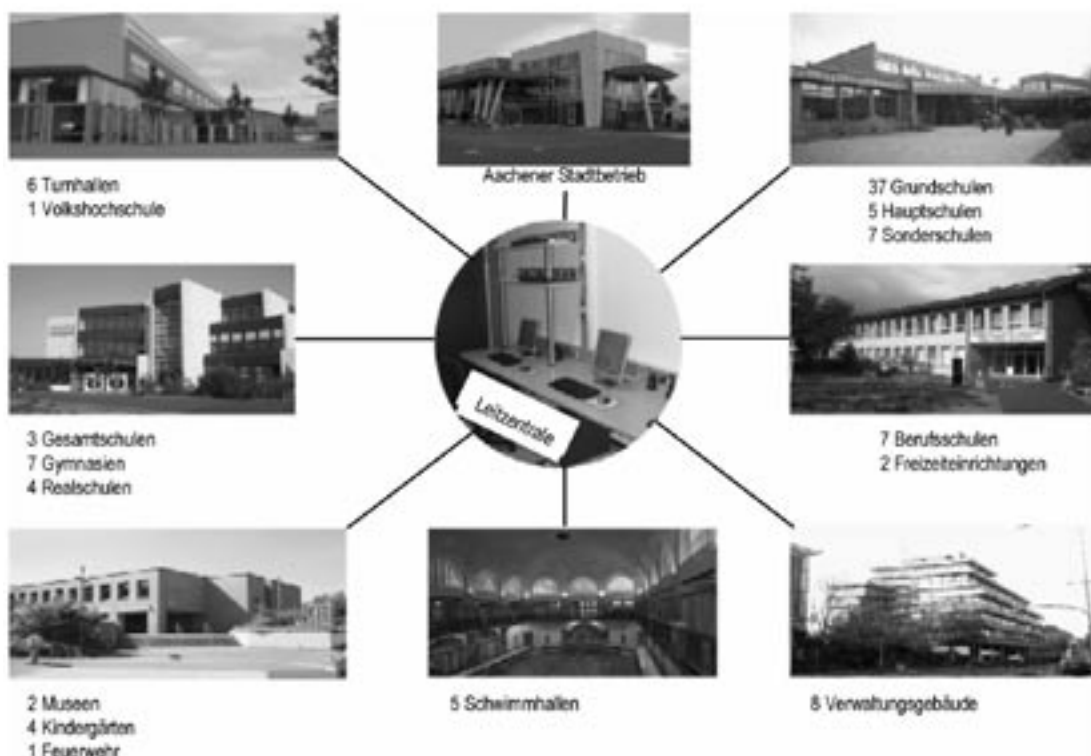 Aachener Stadtbetrieb
6 Turnhallen
1 Volkshochschule
37 Grundschulen
5 Hauptschulen
7 Sonderschulen
Leitzentrale
3 Gesamtschulen
7 Gymnasien
4 Realschulen
7 Berufsschulen
2 Freizeiteinrichtungen
2 Museen
4 Kindergärten
1 Feuerwehr
5 Schwimmhallen
8 Verwaltungsgebäude